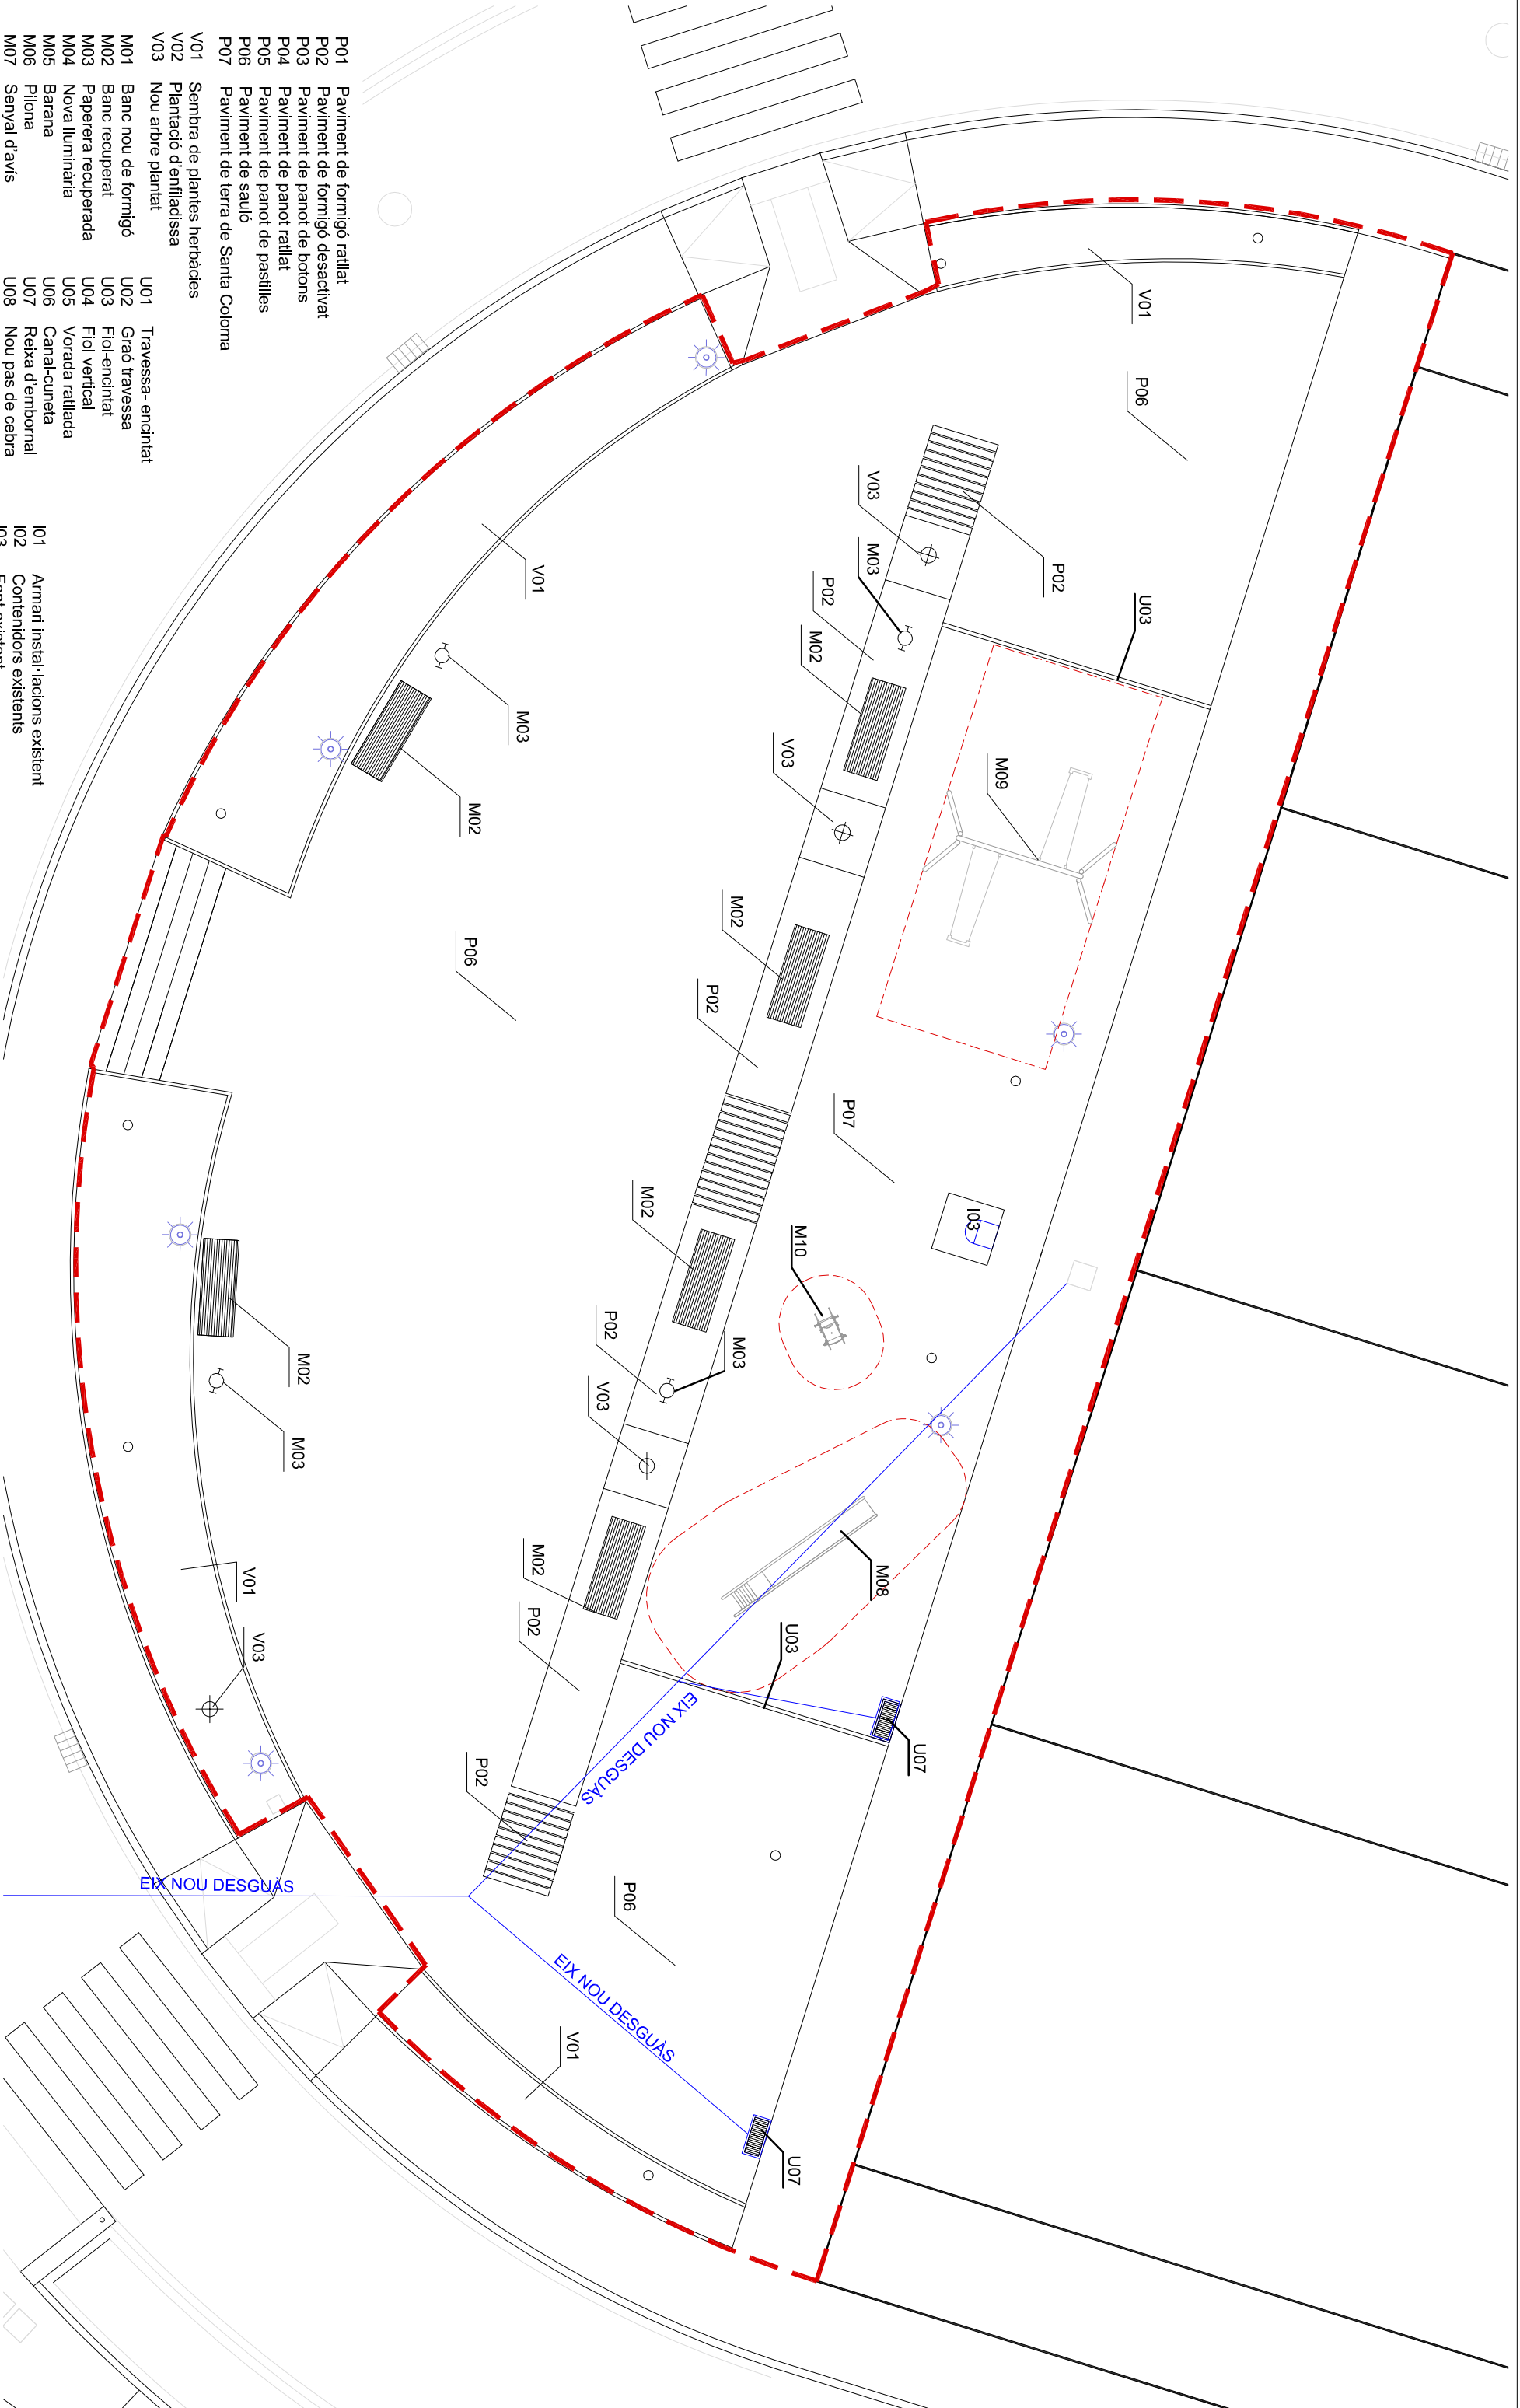 P01 Paviment de formigó ratllat
P02 Paviment de formigó desactivat
P03 Paviment de panot de botons
P04 Paviment de panot ratllat
P05 Paviment de panot de pastilles
P06 Paviment de sauló
P07 Paviment de terra de Santa Coloma
V01 Sembra de plantes herbàcies
V02 Plantació d'enfiladissa
V03 Nou arbre plantat
M01 Banc nou de formigó
M02 Banc recuperat
M03 Paperera recuperada
M04 Nova lluminària
M05 Barana
M06 Pilona
M07 Senyal d'avís
U01 Travessa- encintat
U02 Graó travessa
U03 Fiol-encintat
U04 Fiol vertical
U05 Vorada ratllada
U06 Canal-cuneta
U07 Reixa d'embornal
U08 Nou pas de cebra
I01 Armari instal·lacions existent
I02 Contenidors existents
I03 Font existent
V01
P06
V03
P02
M03
P02
U03
M02
V01
M03
V03
M09
M02
M02
P06
P02
P07
M02
I03
M10
P02
M03
V03
M02
M03
M02
P02
M08
U03
V01
V03
U07
EIX NOU DESGUÀS
P02
P06
EIX NOU DESGUÀS
EIX NOU DESGUÀS
V01
U07